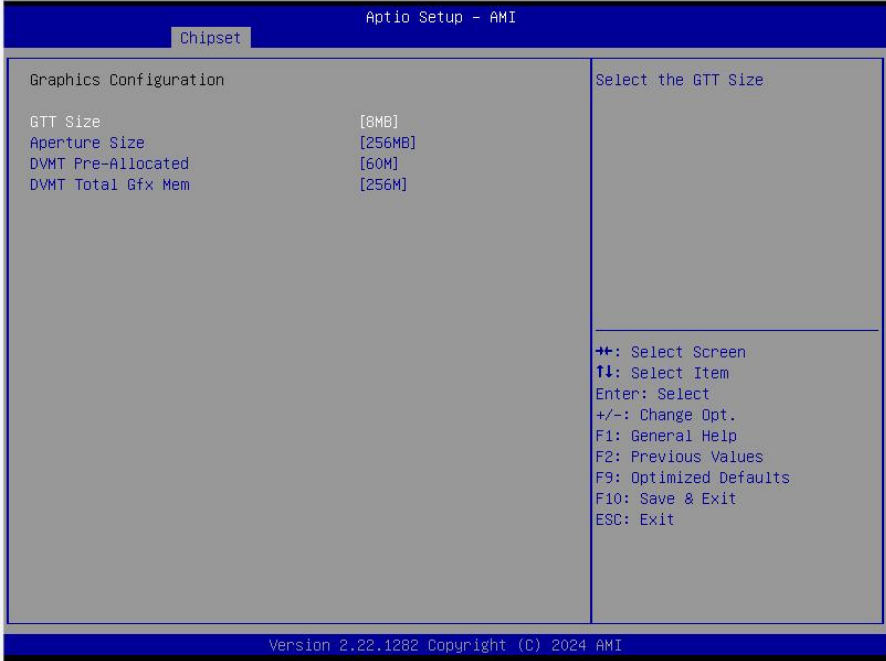 Aptio Setup – AMI
Chipset
Graphics Configuration
GTT Size [8MB]
Aperture Size [256MB]
DVMT Pre-Allocated [60M]
DVMT Total Gfx Mem [256M]
Select the GTT Size
→←: Select Screen
↑↓: Select Item
Enter: Select
+/-: Change Opt.
F1: General Help
F2: Previous Values
F9: Optimized Defaults
F10: Save & Exit
ESC: Exit
Version 2.22.1282 Copyright (C) 2024 AMI